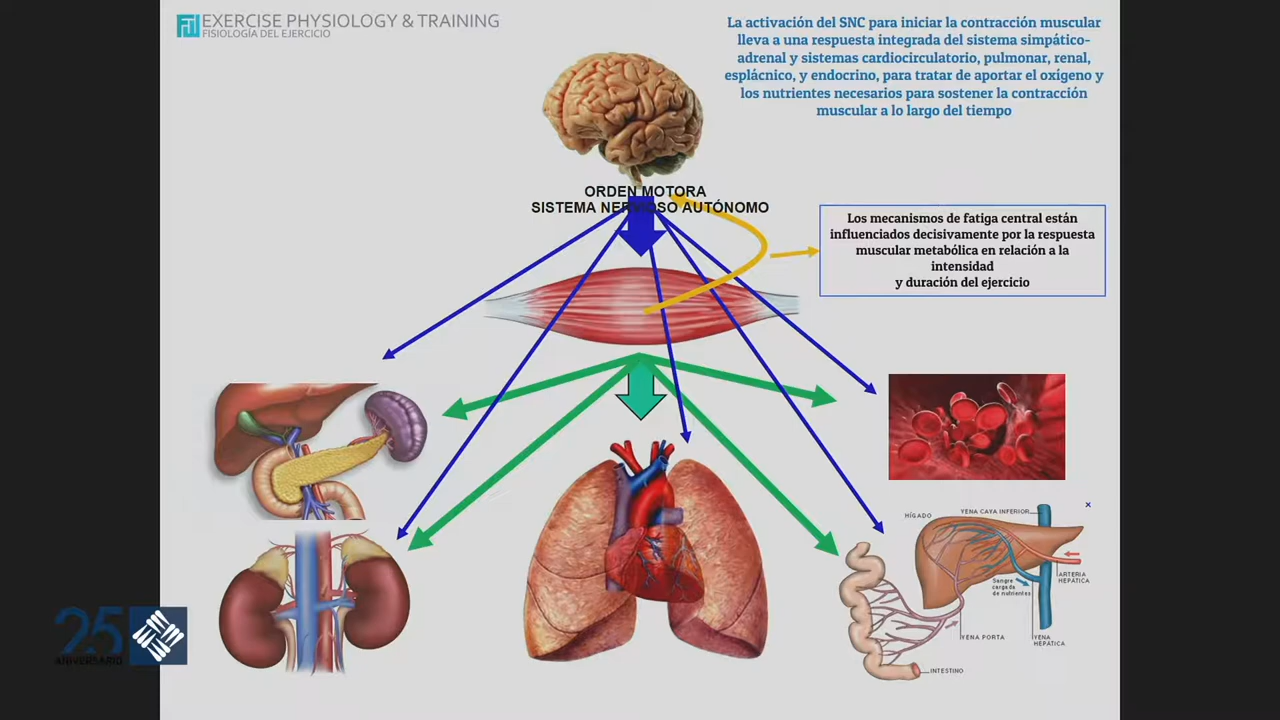 EXERCISE PHYSIOLOGY & TRAINING
FISIOLOGÍA DEL EJERCICIO
La activación del SNC para iniciar la contracción muscular
lleva a una respuesta integrada del sistema simpático-
adrenal y sistemas cardiocirculatorio, pulmonar, renal,
esplácnico, y endocrino, para tratar de aportar el oxígeno y
los nutrientes necesarios para sostener la contracción
muscular a lo largo del tiempo
ORDEN MOTORA
SISTEMA NERVIOSO AUTÓNOMO
Los mecanismos de fatiga central están
influenciados decisivamente por la respuesta
muscular metabólica en relación a la
intensidad
y duración del ejercicio
HÍGADO
VENA CAVA INFERIOR
ARTERIA
HEPÁTICA
Sangre
cargada
de nutrientes
VENA PORTA
VENA
HEPÁTICA
INTESTINO
25
ANIVERSARIO